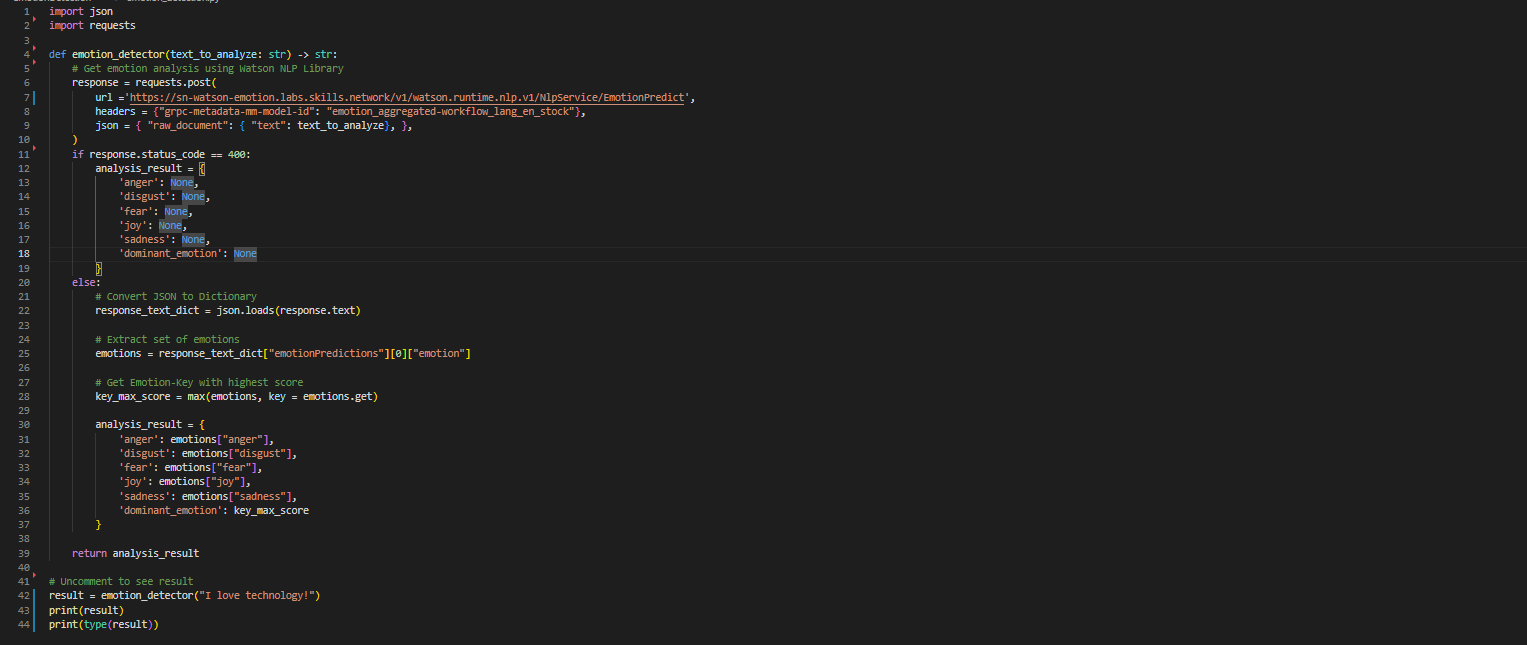 1 import json
2 import requests
3
4 def emotion_detector(text_to_analyze: str) -> str:
5     # Get emotion analysis using Watson NLP Library
6     response = requests.post(
7         url ='https://sn-watson-emotion.labs.skills.network/v1/watson.runtime.nlp.v1/NlpService/EmotionPredict',
8         headers = {"grpc-metadata-mm-model-id": "emotion_aggregated-workflow_lang_en_stock"},
9         json = { "raw_document": { "text": text_to_analyze}, },
10     )
11     if response.status_code == 400:
12         analysis_result = {
13             'anger': None,
14             'disgust': None,
15             'fear': None,
16             'joy': None,
17             'sadness': None,
18             'dominant_emotion': None
19         }
20     else:
21         # Convert JSON to Dictionary
22         response_text_dict = json.loads(response.text)
23
24         # Extract set of emotions
25         emotions = response_text_dict["emotionPredictions"][0]["emotion"]
26
27         # Get Emotion-Key with highest score
28         key_max_score = max(emotions, key = emotions.get)
29
30         analysis_result = {
31             'anger': emotions["anger"],
32             'disgust': emotions["disgust"],
33             'fear': emotions["fear"],
34             'joy': emotions["joy"],
35             'sadness': emotions["sadness"],
36             'dominant_emotion': key_max_score
37         }
38
39     return analysis_result
40
41 # Uncomment to see result
42 result = emotion_detector("I love technology!")
43 print(result)
44 print(type(result))